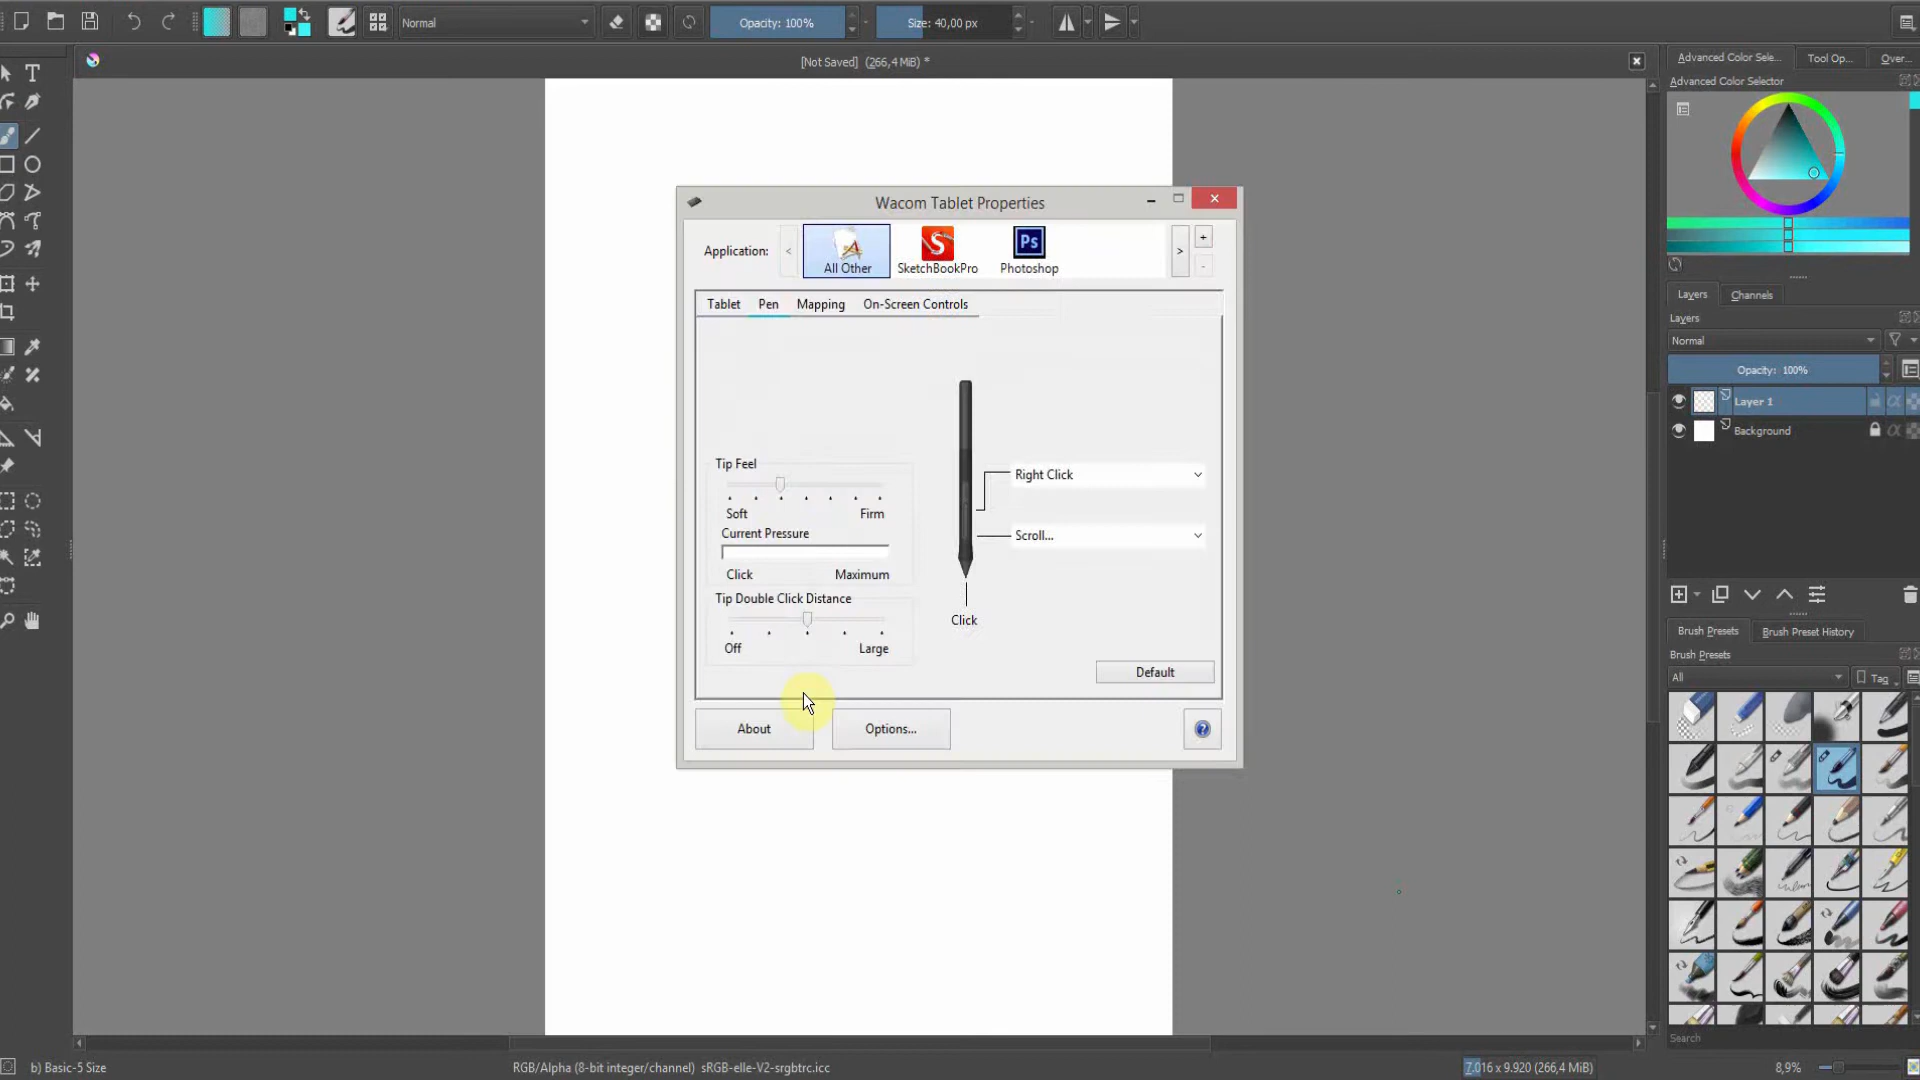 Normal
Opacity: 100%
Size: 40,00 px
[Not Saved] (266,4 MiB) *
Advanced Color Sele...
Tool Op...
Over...
Advanced Color Selector
Wacom Tablet Properties
Application:
<
All Other
SketchBookPro
Ps
Photoshop
>
+
-
Tablet
Pen
Mapping
On-Screen Controls
Tip Feel
Soft
Firm
Current Pressure
Click
Maximum
Tip Double Click Distance
Off
Large
Right Click
Scroll...
Click
Default
About
Options...
?
Layers
Channels
Layers
Normal
Opacity: 100%
Layer 1
Background
Brush Presets
Brush Preset History
Brush Presets
All
Tag
Search
b) Basic-5 Size
RGB/Alpha (8-bit integer/channel) sRGB-elle-V2-srgbtrc.icc
7.016 x 9.920 (266,4 MiB)
8,9%